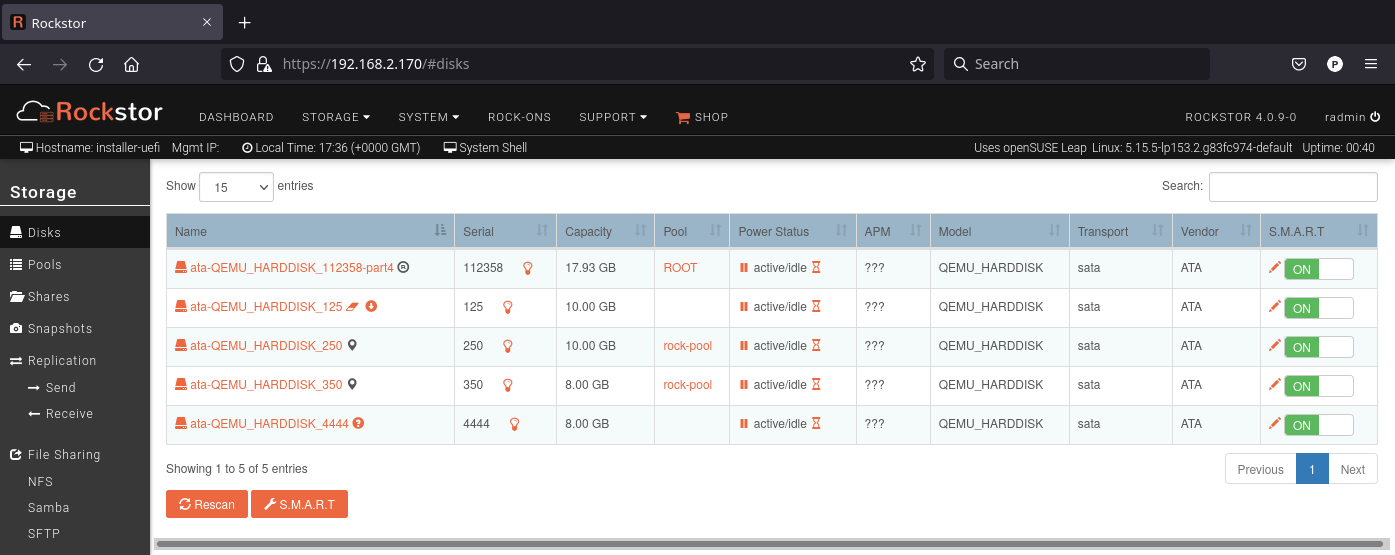 Rockstor
https://192.168.2.170/#disks
Search
Rockstor
DASHBOARD STORAGE SYSTEM ROCK-ONS SUPPORT SHOP ROCKSTOR 4.0.9-0 radmin
Hostname: installer-uefi Mgmt IP: Local Time: 17:36 (+0000 GMT) System Shell Uses openSUSE Leap Linux: 5.15.5-lp153.2.g83fc974-default Uptime: 00:40
Storage
Disks
Pools
Shares
Snapshots
Replication
Send
Receive
File Sharing
NFS
Samba
SFTP
Show 15 entries Search:
Name Serial Capacity Pool Power Status APM Model Transport Vendor S.M.A.R.T
ata-QEMU_HARDDISK_112358-part4 112358 17.93 GB ROOT active/idle ??? QEMU_HARDDISK sata ATA ON
ata-QEMU_HARDDISK_125 125 10.00 GB active/idle ??? QEMU_HARDDISK sata ATA ON
ata-QEMU_HARDDISK_250 250 10.00 GB rock-pool active/idle ??? QEMU_HARDDISK sata ATA ON
ata-QEMU_HARDDISK_350 350 8.00 GB rock-pool active/idle ??? QEMU_HARDDISK sata ATA ON
ata-QEMU_HARDDISK_4444 4444 8.00 GB active/idle ??? QEMU_HARDDISK sata ATA ON
Showing 1 to 5 of 5 entries Previous 1 Next
Rescan S.M.A.R.T